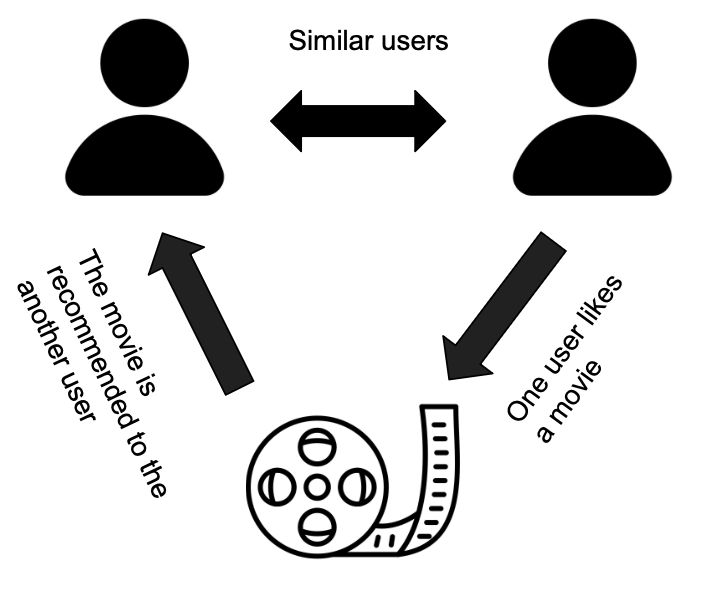 Similar users
The movie is
recommended to the
another user
One user likes
a movie